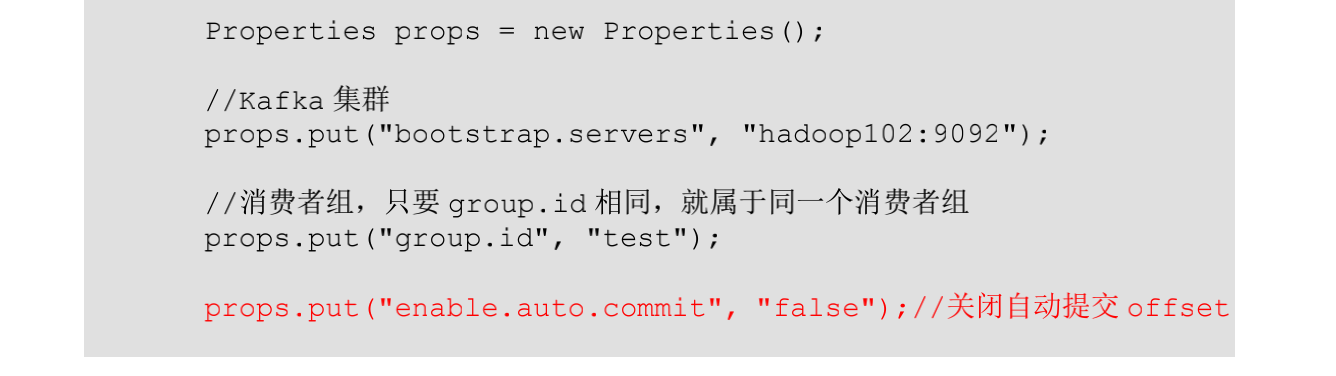 Properties props = new Properties();
//Kafka 集群
props.put("bootstrap.servers", "hadoop102:9092");
//消费者组，只要 group.id 相同，就属于同一个消费者组
props.put("group.id", "test");
props.put("enable.auto.commit", "false");//关闭自动提交 offset